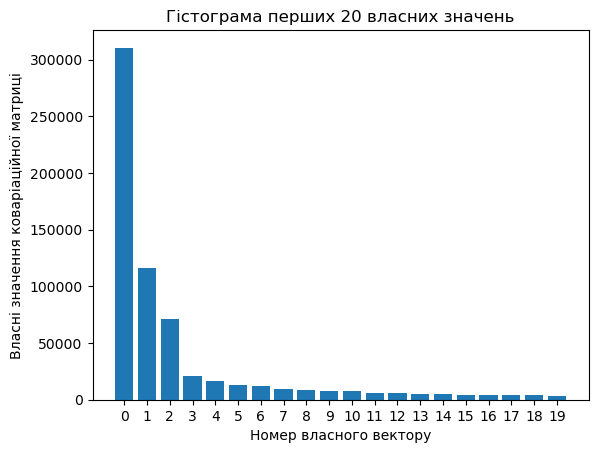 Гістограма перших 20 власних значень
Власні значення коваріаційної матриці
300000
250000
200000
150000
100000
50000
0
0 1 2 3 4 5 6 7 8 9 10 11 12 13 14 15 16 17 18 19
Номер власного вектору